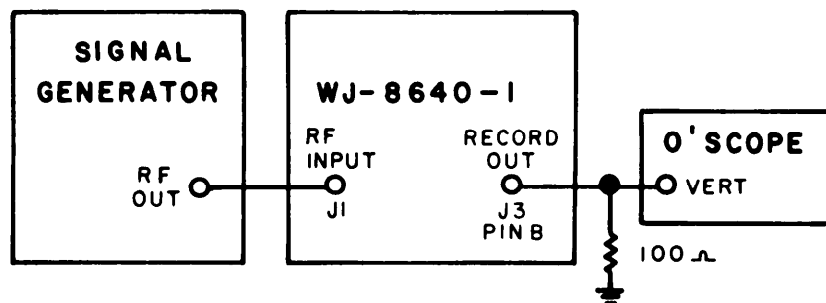 SIGNAL
GENERATOR
RF
OUT
WJ-8640-1
RF
INPUT
J1
RECORD
OUT
J3
PIN B
O'SCOPE
VERT
100 Ω